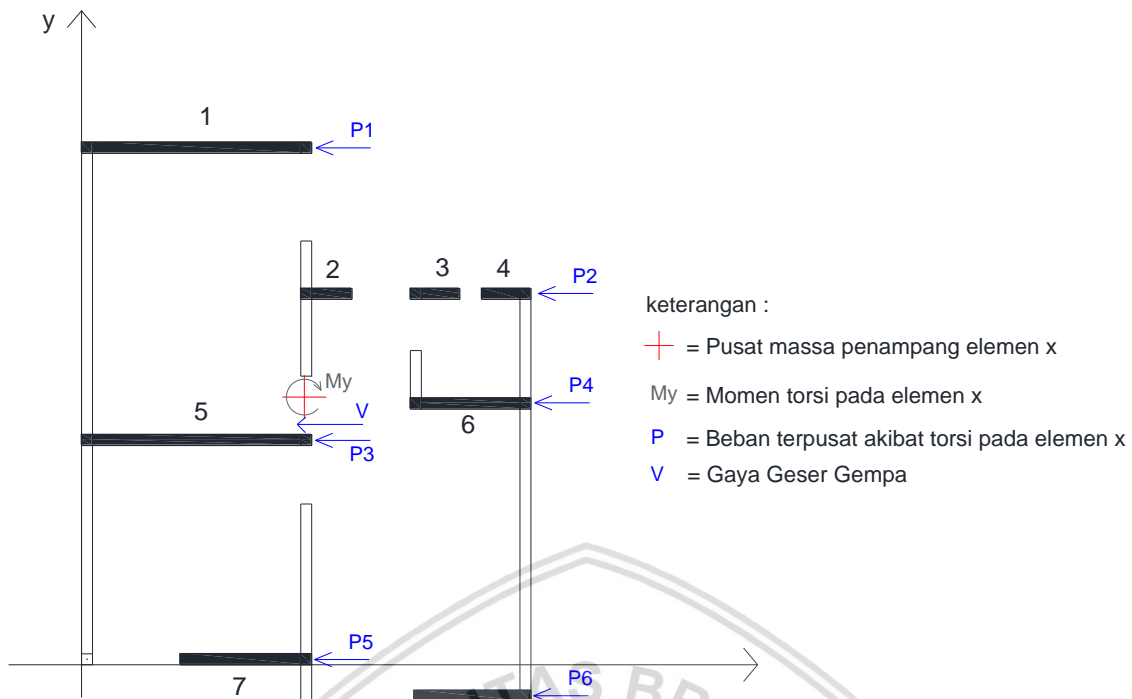 y
1
P1
2
3
4
P2
keterangan :
= Pusat massa penampang elemen x
My
My = Momen torsi pada elemen x
P4
5
V
6
P = Beban terpusat akibat torsi pada elemen x
P3
V = Gaya Geser Gempa
P5
7
P6